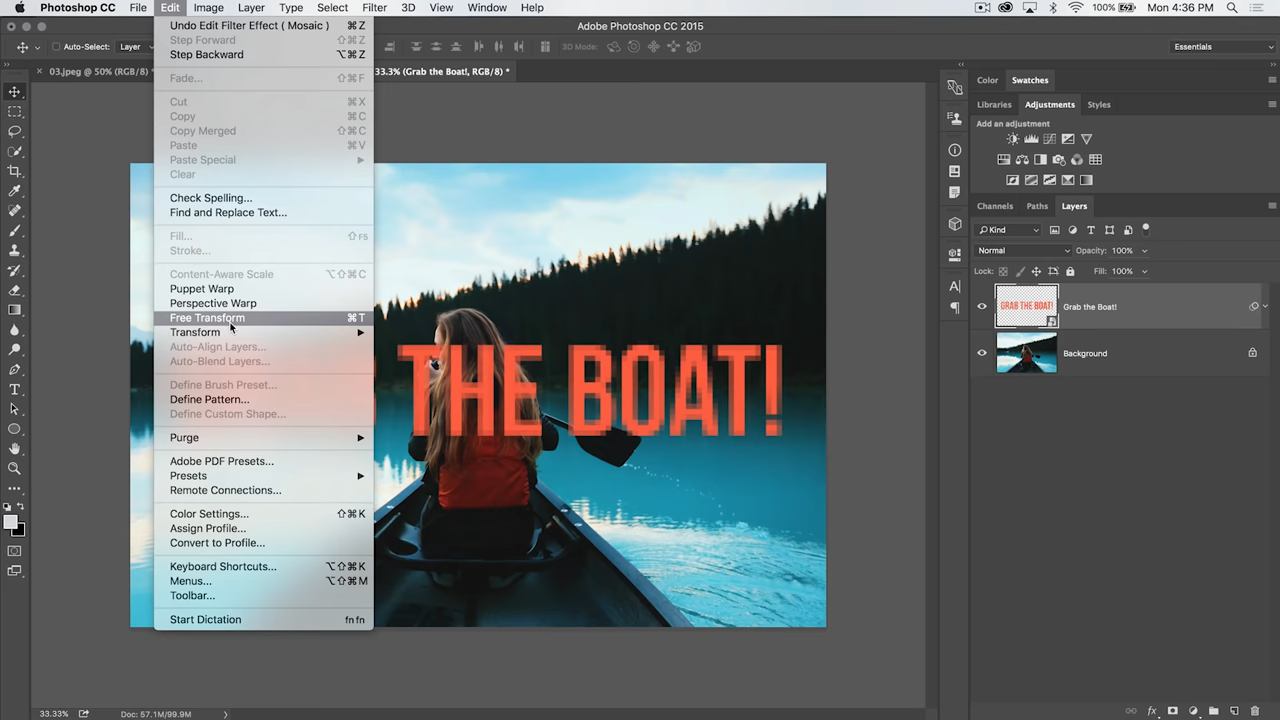 Photoshop CC File Edit Image Layer Type Select Filter 3D View Window Help 100% Mon 4:36 PM
Adobe Photoshop CC 2015
Auto-Select: Layer 3D Mode: Essentials
× 03.jpeg @ 50% (RGB/8) * 33.3% (Grab the Boat!, RGB/8) *
Undo Edit Filter Effect ( Mosaic ) ⌘Z
Step Forward ⇧⌘Z
Step Backward ⌥⌘Z
Fade... ⇧⌘F
Cut ⌘X
Copy ⌘C
Copy Merged ⇧⌘C
Paste ⌘V
Paste Special
Clear
Check Spelling...
Find and Replace Text...
Fill... ⇧F5
Stroke...
Content-Aware Scale ⌥⇧⌘C
Puppet Warp
Perspective Warp
Free Transform ⌘T
Transform
Auto-Align Layers...
Auto-Blend Layers...
Define Brush Preset...
Define Pattern...
Define Custom Shape...
Purge
Adobe PDF Presets...
Presets
Remote Connections...
Color Settings... ⇧⌘K
Assign Profile...
Convert to Profile...
Keyboard Shortcuts... ⌥⇧⌘K
Menus... ⌥⇧⌘M
Toolbar...
Start Dictation fn fn
THE BOAT!
Color Swatches
Libraries Adjustments Styles
Add an adjustment
Channels Paths Layers
Kind
Normal Opacity: 100%
Lock: Fill: 100%
GRAB THE BOAT! Grab the Boat!
Background
33.33% Doc: 57.1M/99.9M